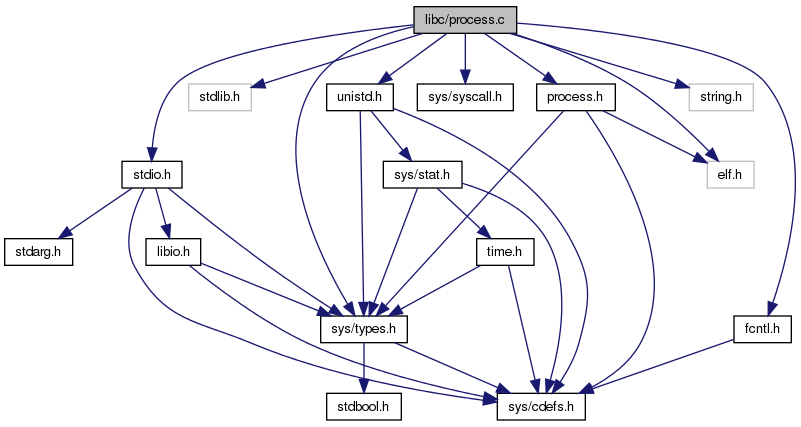 libc/process.c
stdlib.h
unistd.h
sys/syscall.h
process.h
string.h
stdio.h
sys/stat.h
elf.h
stdarg.h
libio.h
time.h
sys/types.h
fcntl.h
stdbool.h
sys/cdefs.h